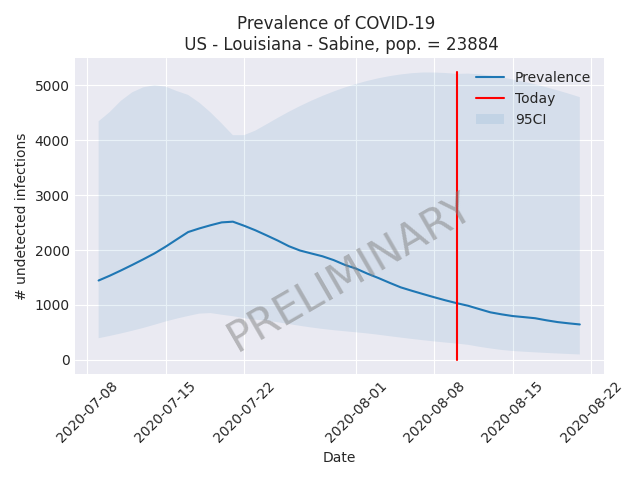 Prevalence of COVID-19
US - Louisiana - Sabine, pop. = 23884
Prevalence
Today
95CI
PRELIMINARY
# undetected infections
5000
4000
3000
2000
1000
0
2020-07-08
2020-07-15
2020-07-22
2020-08-01
2020-08-08
2020-08-15
2020-08-22
Date